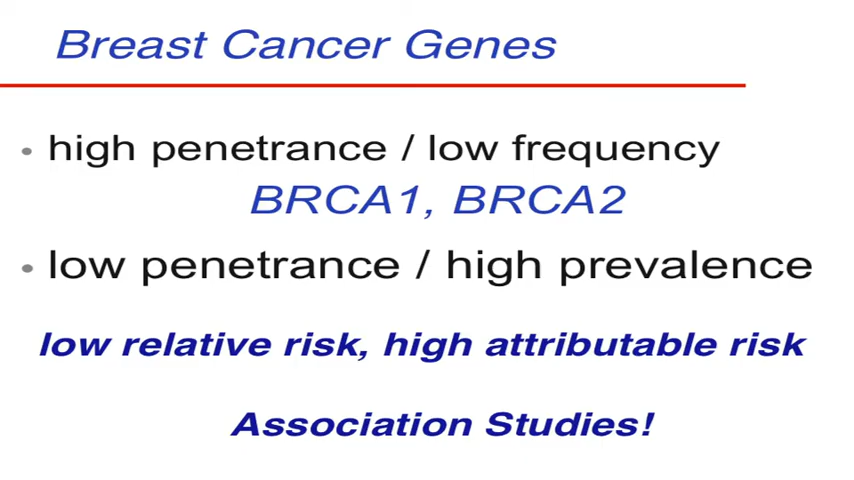 Breast Cancer Genes
• high penetrance / low frequency
BRCA1, BRCA2
• low penetrance / high prevalence
low relative risk, high attributable risk
Association Studies!